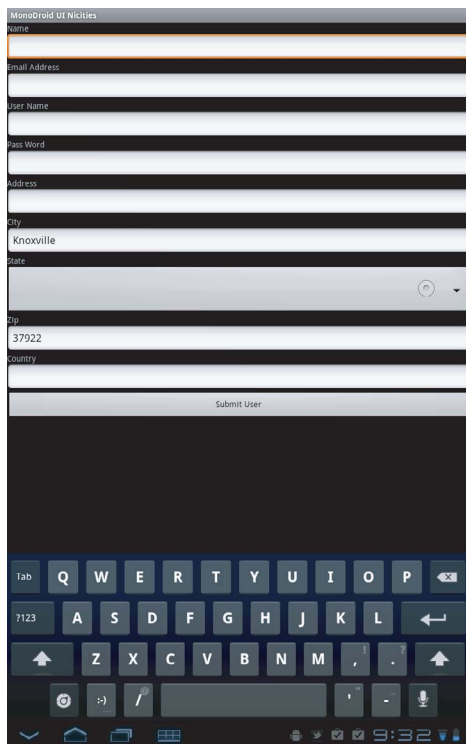 MonoDroid UI Nicities
Name
Email Address
User Name
Pass Word
Address
City
Knoxville
State
Zip
37922
Country
Submit User
Tab Q W E R T Y U I O P
?123 A S D F G H J K L
Z X C V B N M , ! . ?
:-) / @ ' " - _
9:32